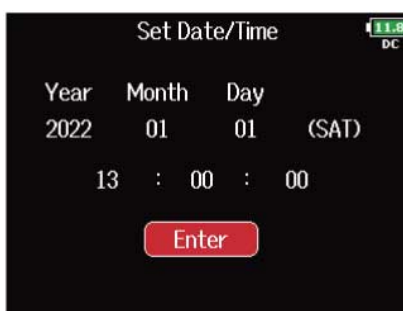 Set Date/Time
11.8
DC
Year Month Day
2022 01 01 (SAT)
13 : 00 : 00
Enter